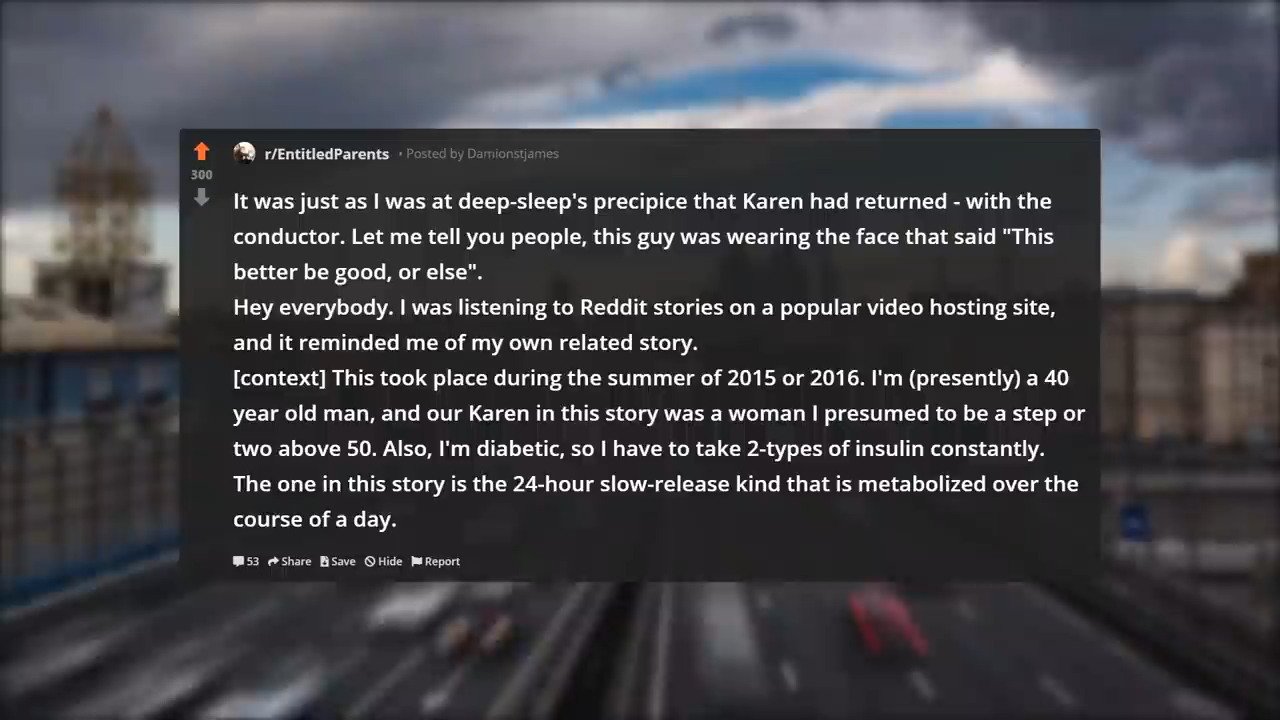 r/EntitledParents • Posted by Damionstjames
300
It was just as I was at deep-sleep's precipice that Karen had returned - with the
conductor. Let me tell you people, this guy was wearing the face that said "This
better be good, or else".
Hey everybody. I was listening to Reddit stories on a popular video hosting site,
and it reminded me of my own related story.
[context] This took place during the summer of 2015 or 2016. I'm (presently) a 40
year old man, and our Karen in this story was a woman I presumed to be a step or
two above 50. Also, I'm diabetic, so I have to take 2-types of insulin constantly.
The one in this story is the 24-hour slow-release kind that is metabolized over the
course of a day.
53 Share Save Hide Report